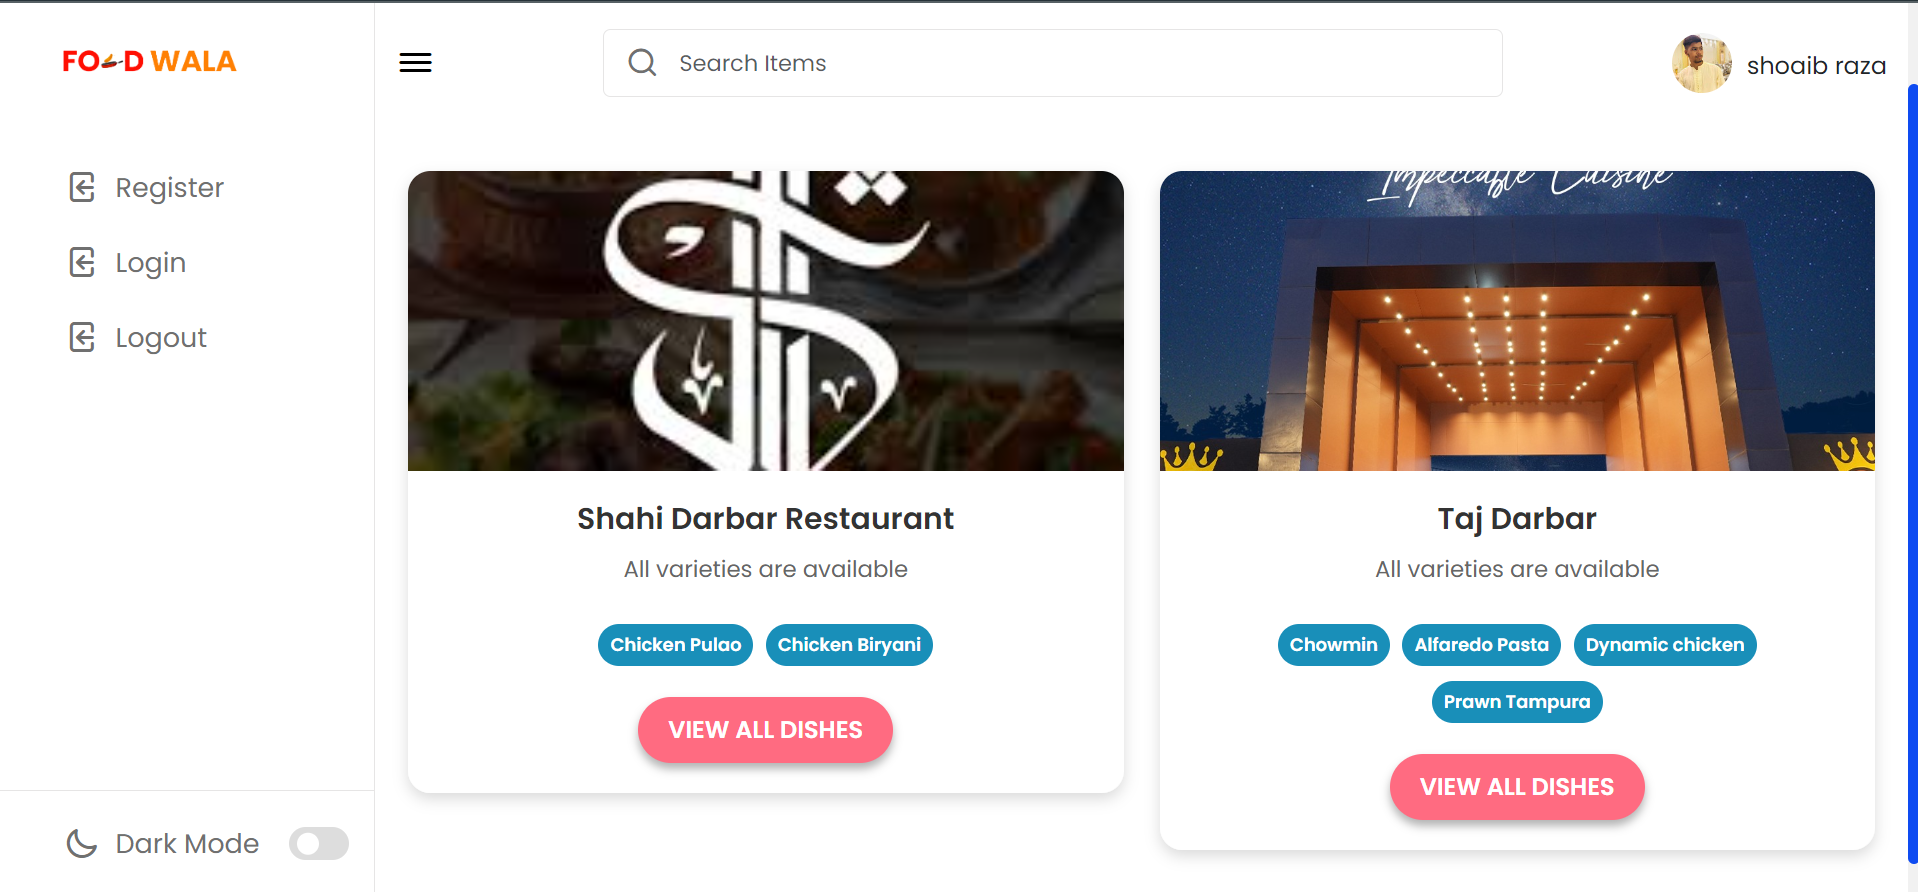 FOOD WALA
Search Items
shoaib raza
Register
Login
Logout
Dark Mode
Shahi Darbar Restaurant
All varieties are available
Chicken Pulao
Chicken Biryani
VIEW ALL DISHES
Impeccable Cuisine
Taj Darbar
All varieties are available
Chowmin
Alfaredo Pasta
Dynamic chicken
Prawn Tampura
VIEW ALL DISHES